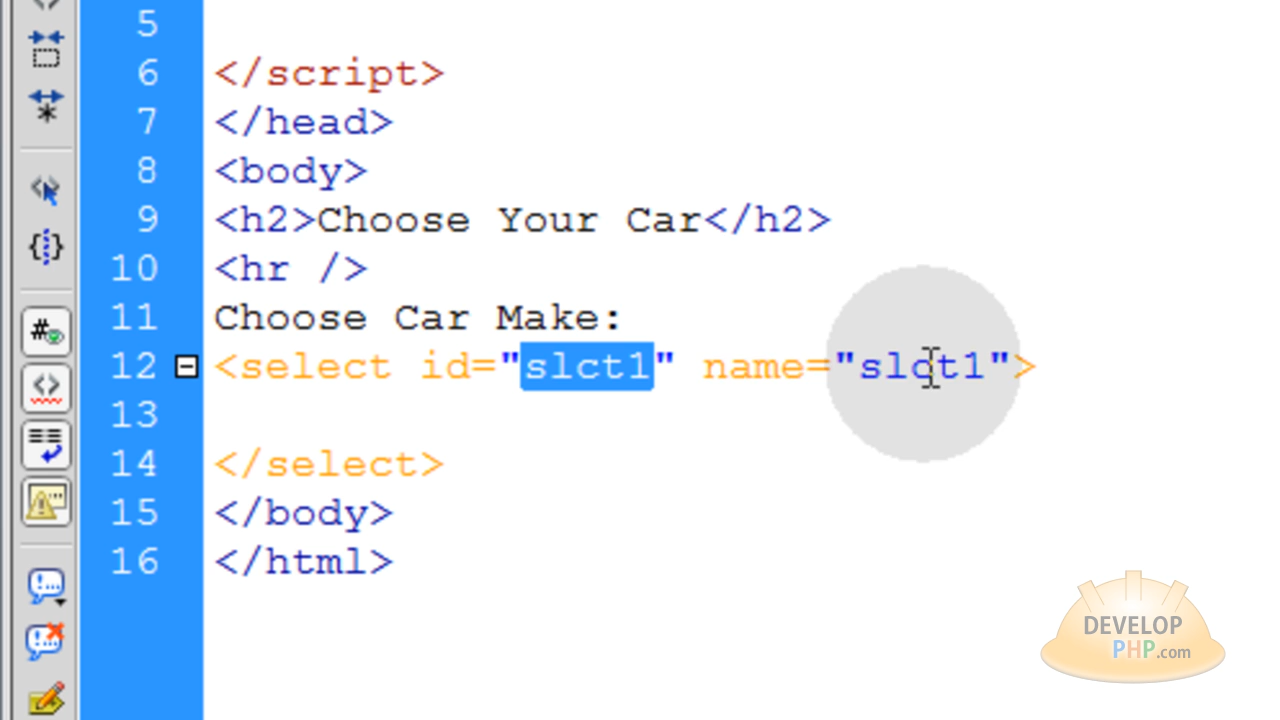 5
6 </script>
7 </head>
8 <body>
9 <h2>Choose Your Car</h2>
10 <hr />
11 Choose Car Make:
12 <select id="slct1" name="slct1">
13
14 </select>
15 </body>
16 </html>
DEVELOP
PHP.com